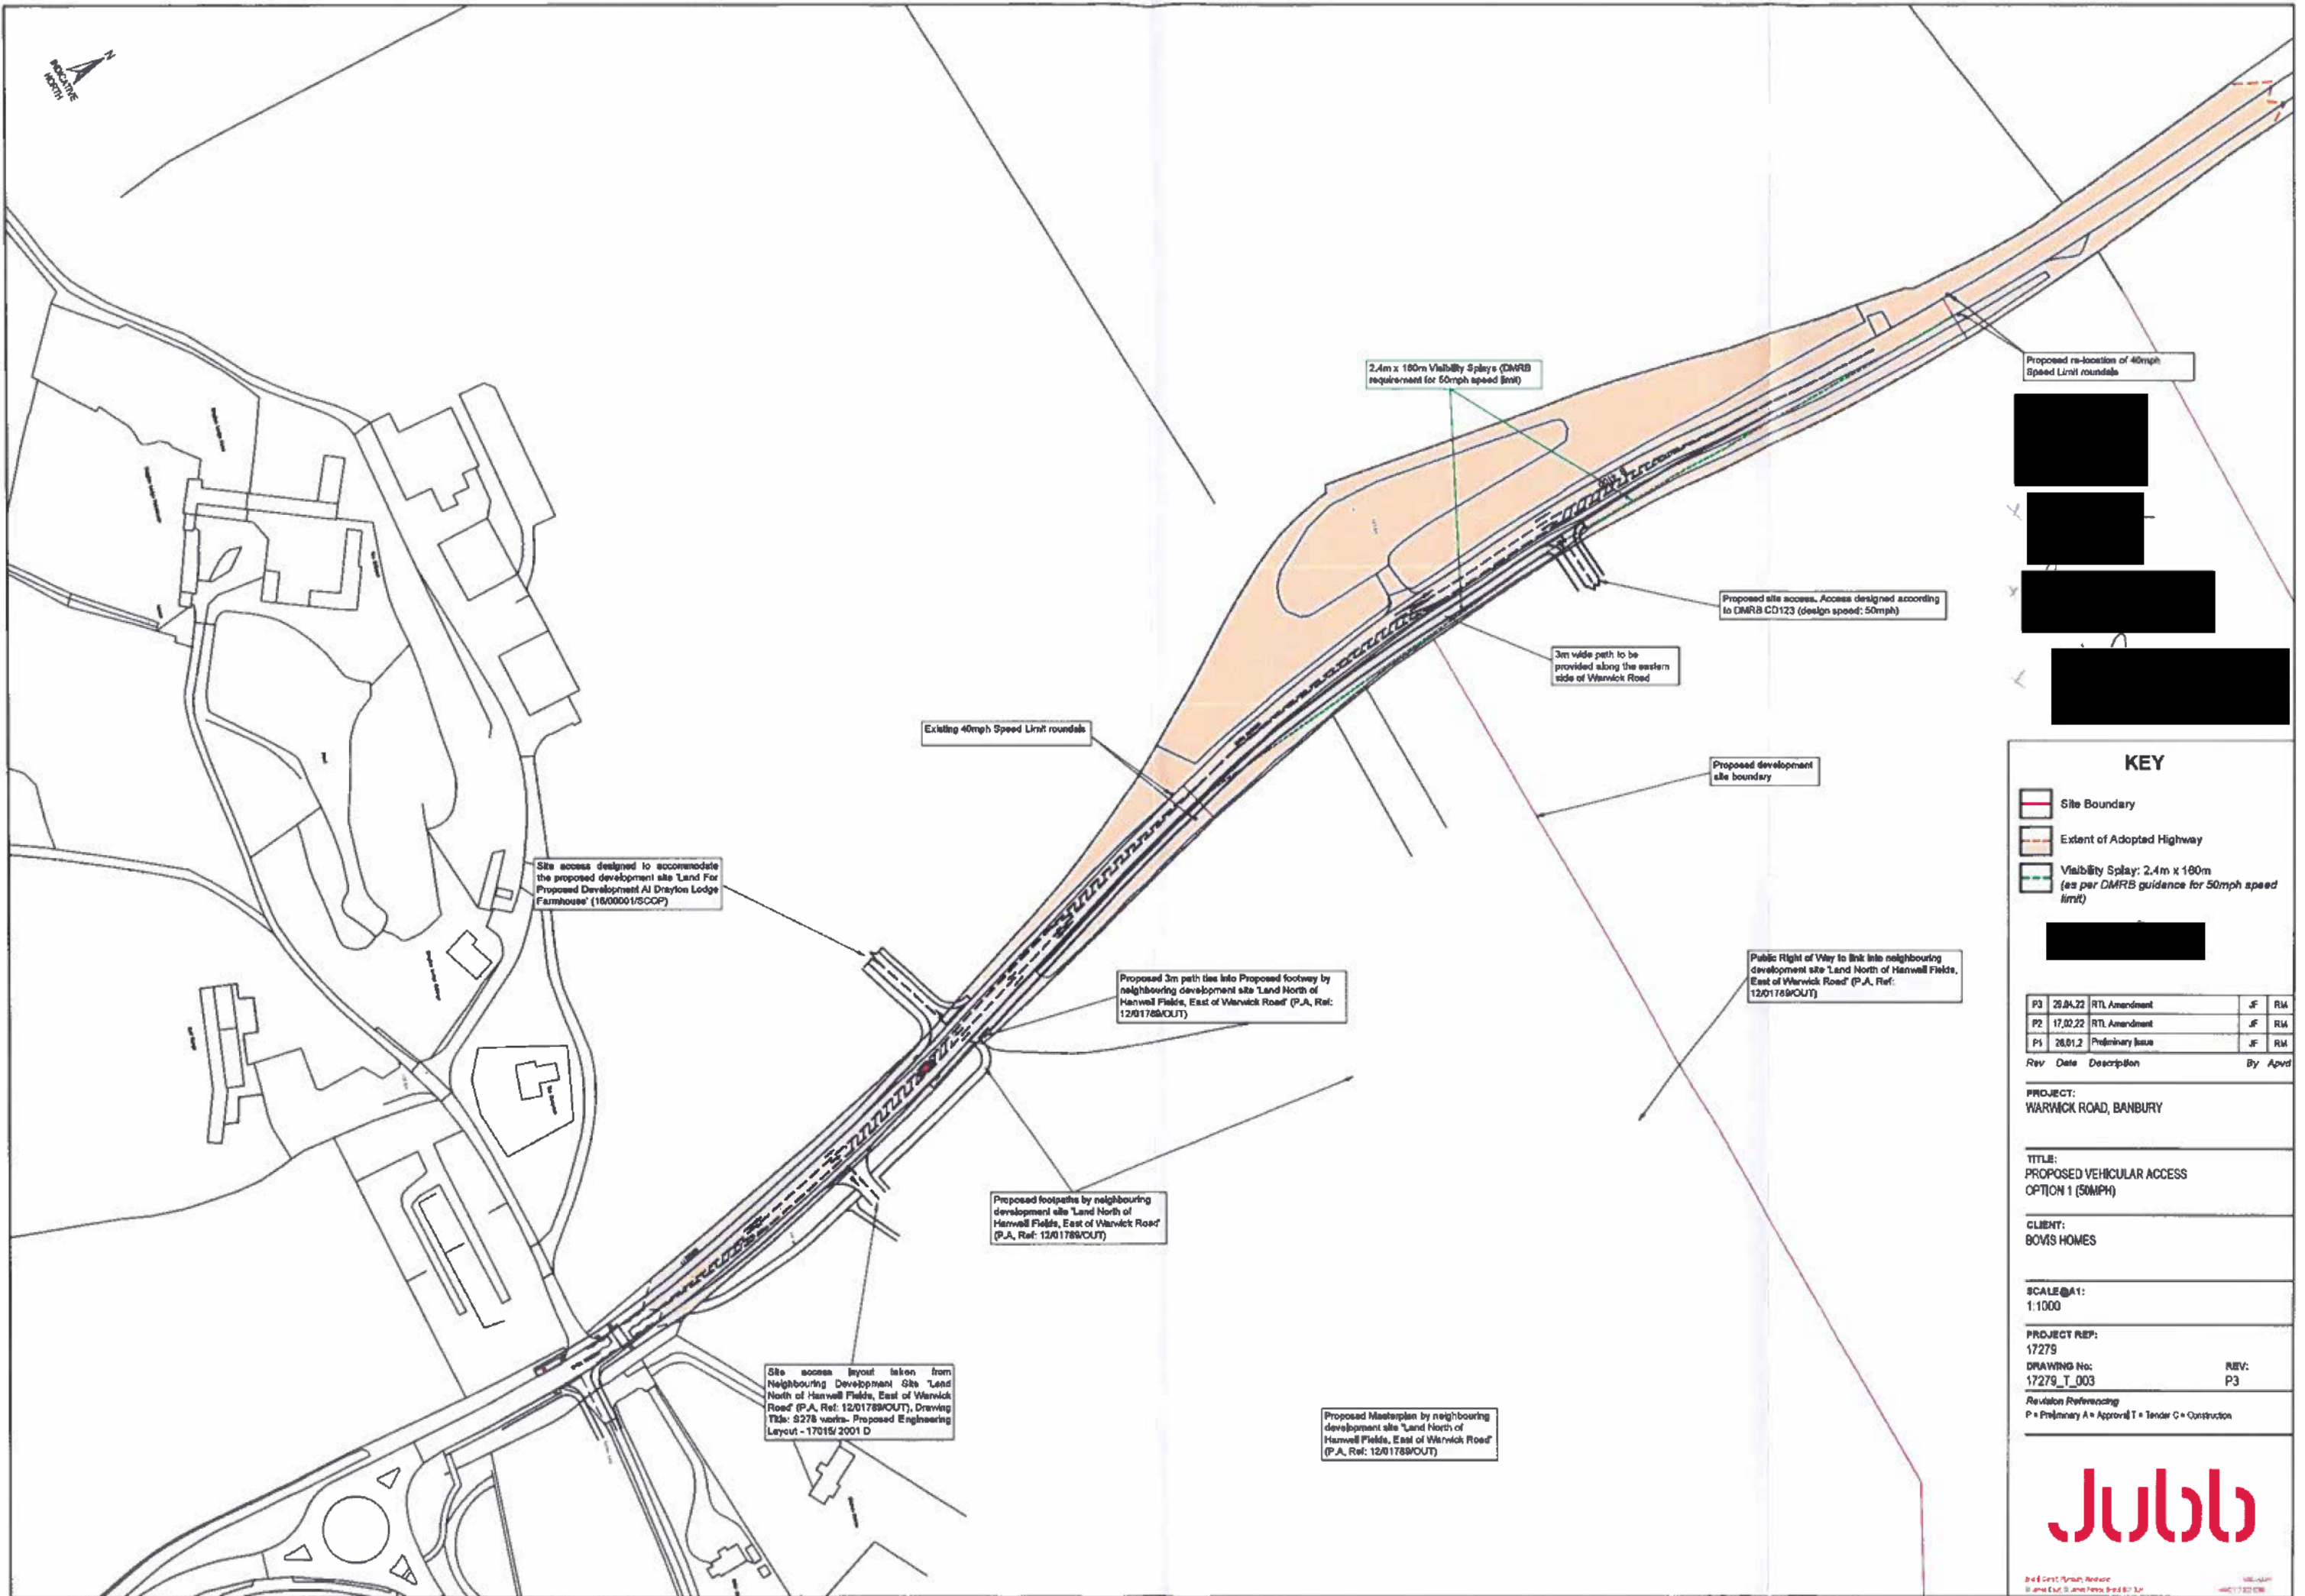 INDICATIVE
NORTH
N
2.4m x 160m Visibility Splays (DMRB
requirement for 50mph speed limit)
Proposed re-location of 40mph
Speed Limit roundels
Proposed site access. Access designed according
to DMRB CD123 (design speed: 50mph)
3m wide path to be
provided along the eastern
side of Warwick Road
Existing 40mph Speed Limit roundels
Proposed development
site boundary
Site access designed to accommodate
the proposed development site 'Land For
Proposed Development At Drayton Lodge
Farmhouse' (16/00001/SCOP)
Proposed 3m path ties into Proposed footway by
neighbouring development site 'Land North of
Hanwell Fields, East of Warwick Road' (P.A. Ref:
12/01789/OUT)
Public Right of Way to link into neighbouring
development site 'Land North of Hanwell Fields,
East of Warwick Road' (P.A. Ref:
12/01789/OUT)
Proposed footpaths by neighbouring
development site 'Land North of
Hanwell Fields, East of Warwick Road'
(P.A. Ref: 12/01789/OUT)
Site access layout taken from
Neighbouring Development Site 'Land
North of Hanwell Fields, East of Warwick
Road' (P.A. Ref: 12/01789/OUT), Drawing
Title: S278 works- Proposed Engineering
Layout - 17015/ 2001 D
Proposed Masterplan by neighbouring
development site 'Land North of
Hanwell Fields, East of Warwick Road'
(P.A. Ref: 12/01789/OUT)
KEY
Site Boundary
Extent of Adopted Highway
Visibility Splay: 2.4m x 160m
(as per DMRB guidance for 50mph speed
limit)
P3 29.04.22 RTL Amendment JF RM
P2 17.02.22 RTL Amendment JF RM
P1 26.01.2 Preliminary Issue JF RM
Rev Date Description By Apvd
PROJECT:
WARWICK ROAD, BANBURY
TITLE:
PROPOSED VEHICULAR ACCESS
OPTION 1 (50MPH)
CLIENT:
BOVIS HOMES
SCALE@A1:
1:1000
PROJECT REF:
17279
DRAWING No: REV:
17279_T_003 P3
Revision Referencing
P = Preliminary A = Approval T = Tender C = Construction
Jubb